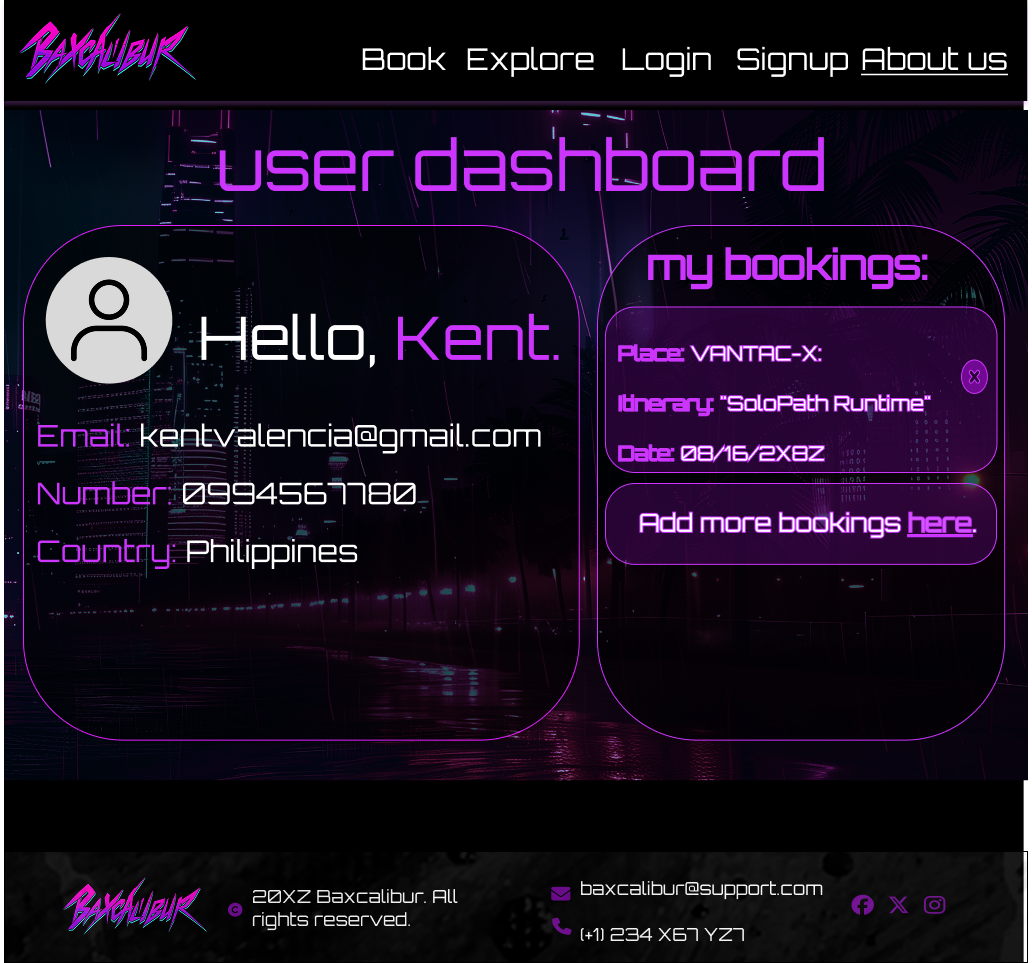 BAXCALIBUR
Book Explore Login Signup About us
user dashboard
Hello, Kent.
Email: kentvalencia@gmail.com
Number: 09945677780
Country: Philippines
my bookings:
Place: VANTAC-X:
X
Itinerary: "SoloPath Runtime"
Date: 08/16/2X8Z
Add more bookings here.
BAXCALIBUR
© 20XZ Baxcalibur. All
rights reserved.
baxcalibur@support.com
(+1) 234 X67 YZ7